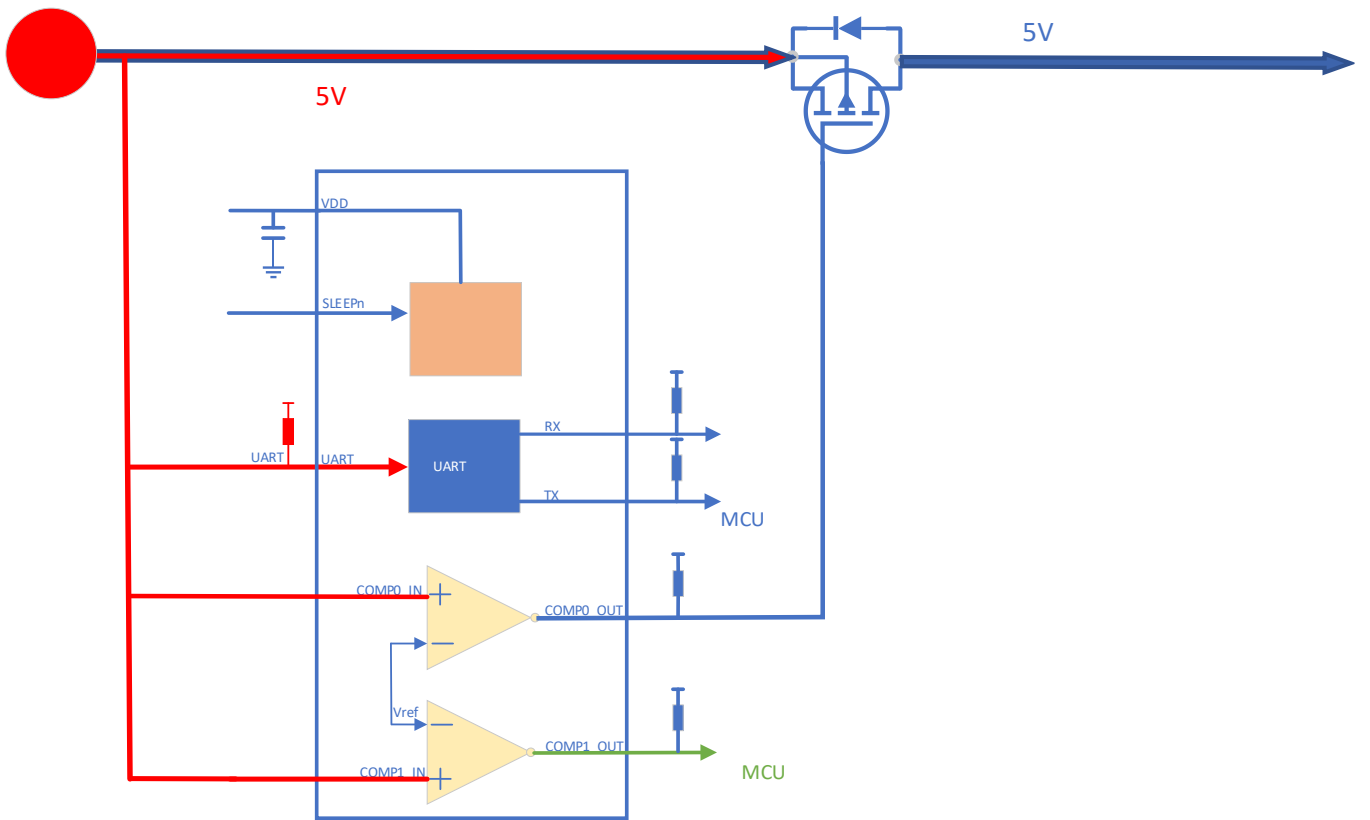 5V
5V
VDD
SLEEPn
RX
UART
UART
UART
TX
MCU
COMP0_IN
COMP0_OUT
Vref
COMP1_OUT
COMP1_IN
MCU